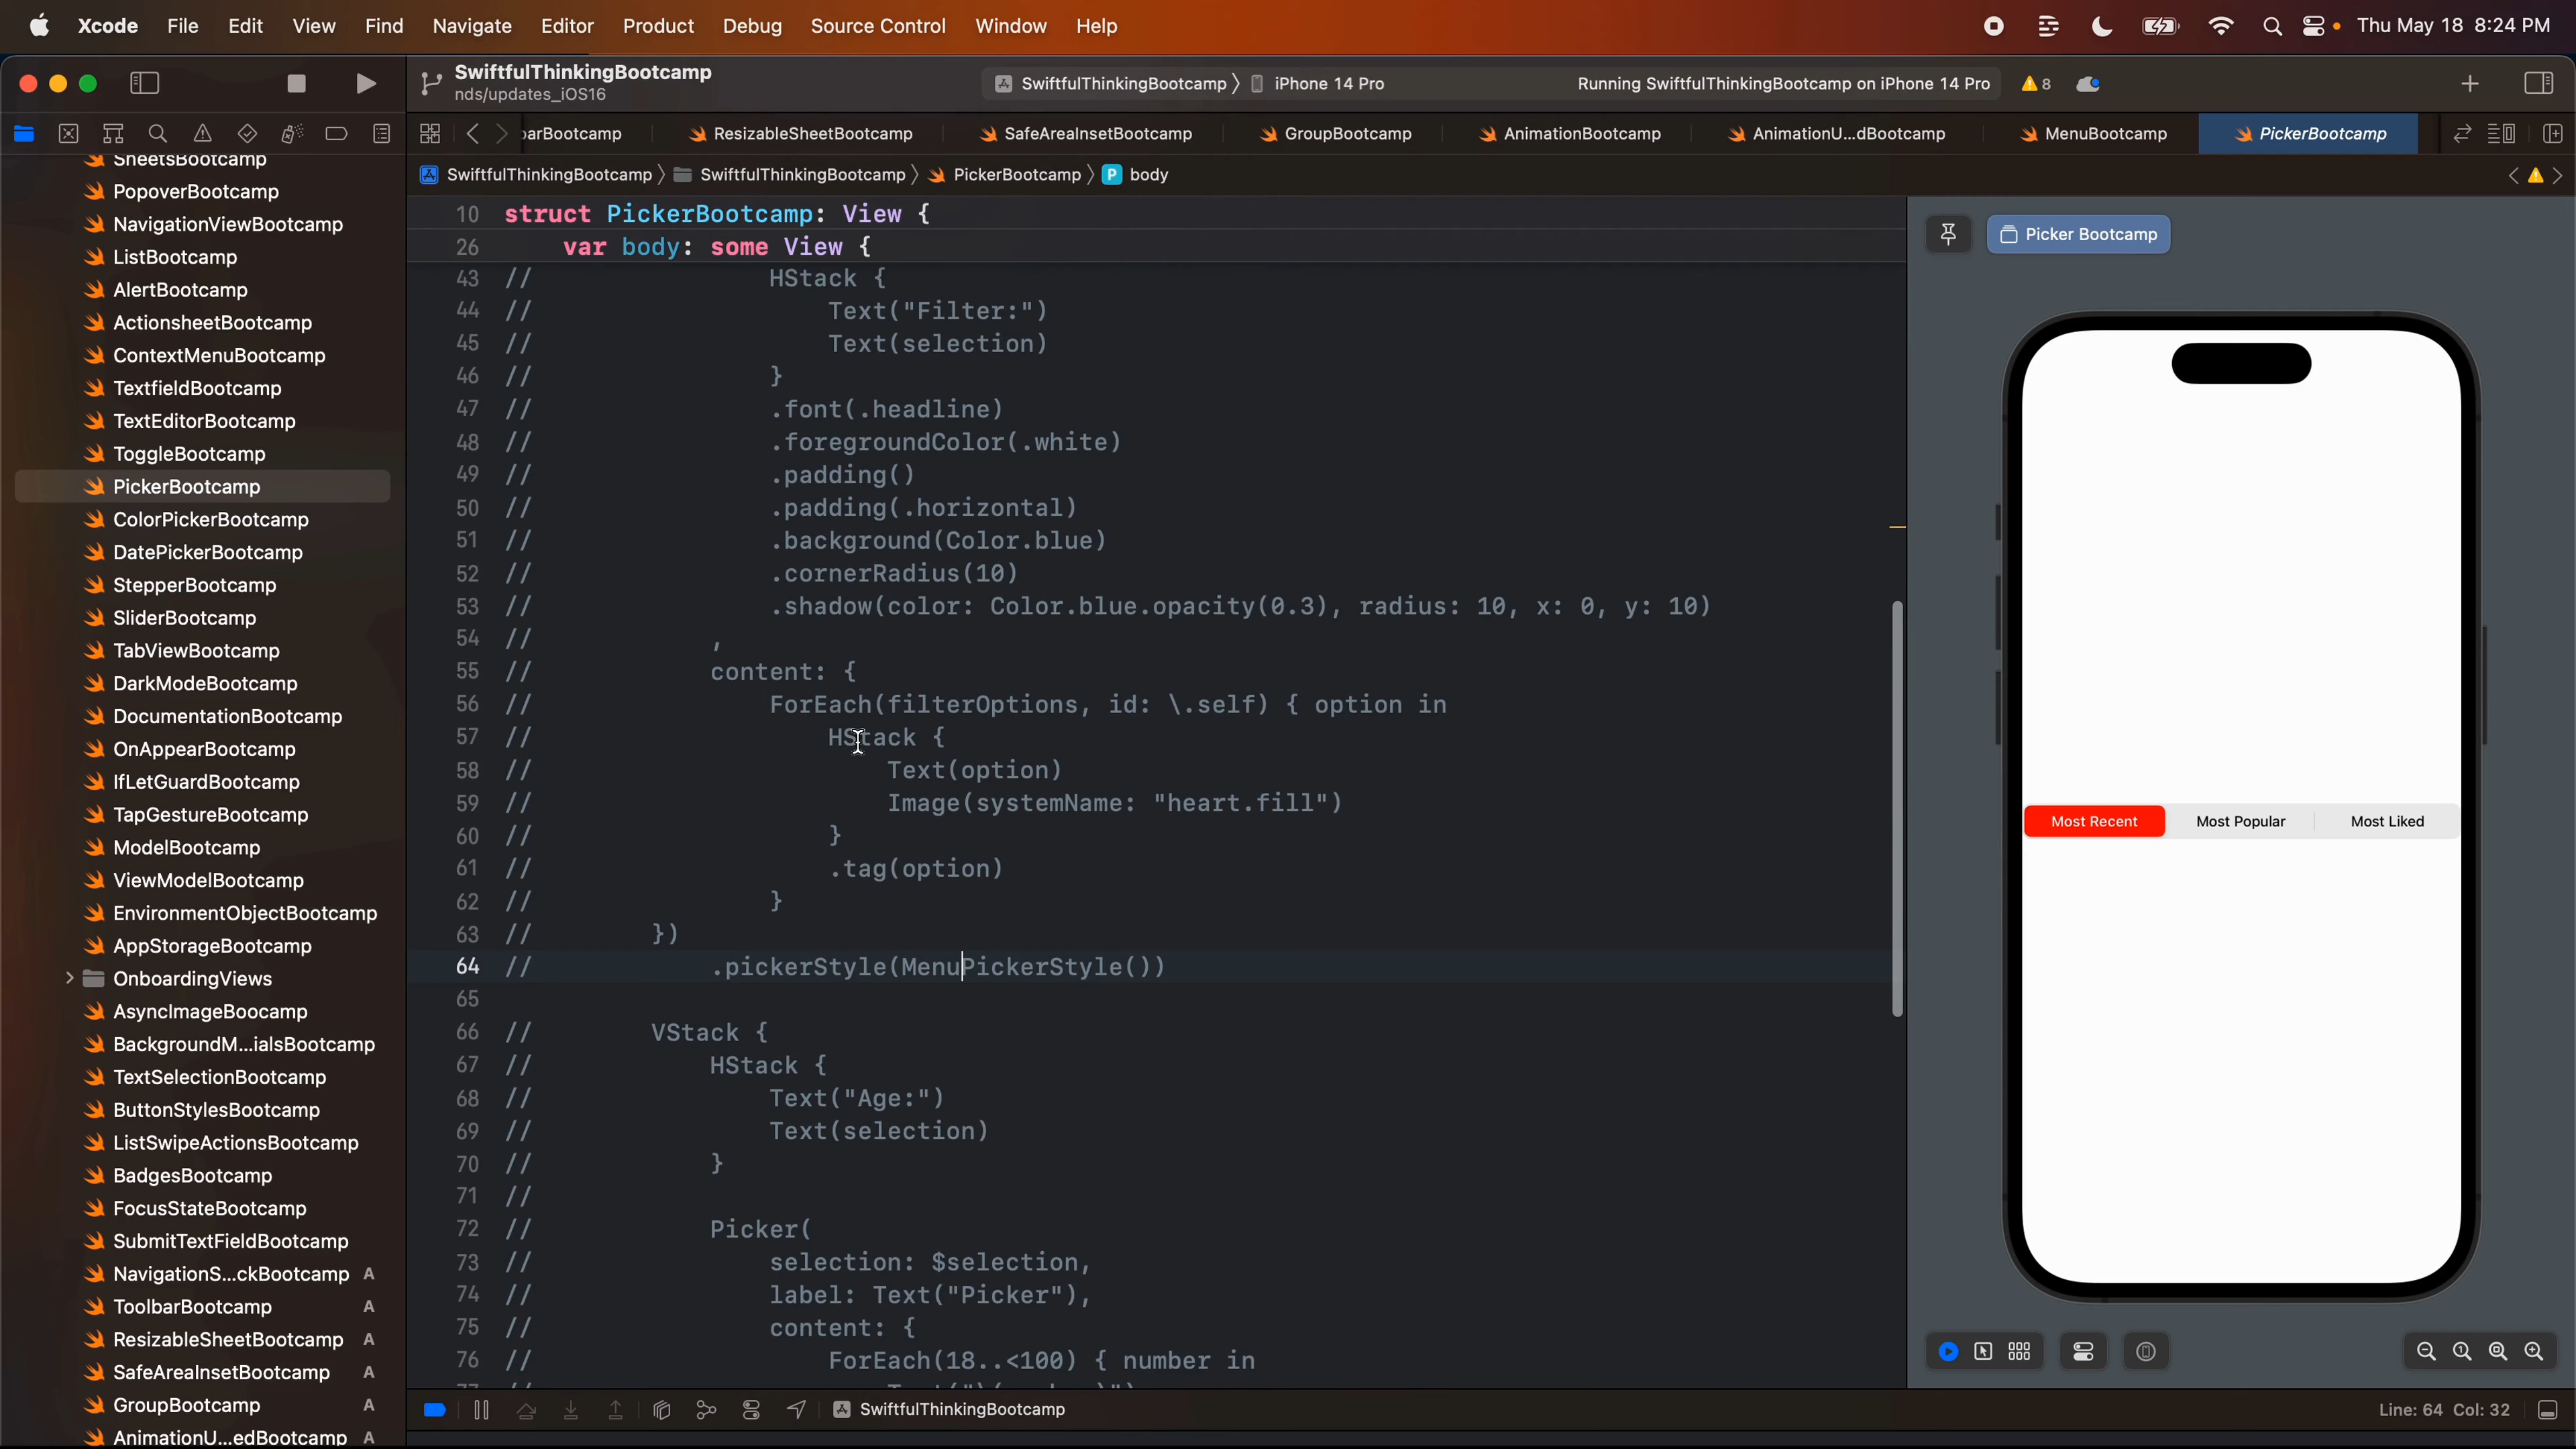 Xcode File Edit View Find Navigate Editor Product Debug Source Control Window Help Thu May 18 8:24 PM
SwiftfulThinkingBootcamp
nds/updates_iOS16
SwiftfulThinkingBootcamp 〉 iPhone 14 Pro Running SwiftfulThinkingBootcamp on iPhone 14 Pro 8
barBootcamp ResizableSheetBootcamp SafeAreaInsetBootcamp GroupBootcamp AnimationBootcamp AnimationU...dBootcamp MenuBootcamp PickerBootcamp
SwiftfulThinkingBootcamp 〉 SwiftfulThinkingBootcamp 〉 PickerBootcamp 〉 P body
SheetsBootcamp
PopoverBootcamp
NavigationViewBootcamp
ListBootcamp
AlertBootcamp
ActionsheetBootcamp
ContextMenuBootcamp
TextfieldBootcamp
TextEditorBootcamp
ToggleBootcamp
PickerBootcamp
ColorPickerBootcamp
DatePickerBootcamp
StepperBootcamp
SliderBootcamp
TabViewBootcamp
DarkModeBootcamp
DocumentationBootcamp
OnAppearBootcamp
IfLetGuardBootcamp
TapGestureBootcamp
ModelBootcamp
ViewModelBootcamp
EnvironmentObjectBootcamp
AppStorageBootcamp
OnboardingViews
AsyncImageBoocamp
BackgroundM...ialsBootcamp
TextSelectionBootcamp
ButtonStylesBootcamp
ListSwipeActionsBootcamp
BadgesBootcamp
FocusStateBootcamp
SubmitTextFieldBootcamp
NavigationS...ckBootcamp A
ToolbarBootcamp A
ResizableSheetBootcamp A
SafeAreaInsetBootcamp A
GroupBootcamp A
AnimationU...edBootcamp A
10 struct PickerBootcamp: View {
26 var body: some View {
43 // HStack {
44 // Text("Filter:")
45 // Text(selection)
46 // }
47 // .font(.headline)
48 // .foregroundColor(.white)
49 // .padding()
50 // .padding(.horizontal)
51 // .background(Color.blue)
52 // .cornerRadius(10)
53 // .shadow(color: Color.blue.opacity(0.3), radius: 10, x: 0, y: 10)
54 // ,
55 // content: {
56 // ForEach(filterOptions, id: \.self) { option in
57 // HStack {
58 // Text(option)
59 // Image(systemName: "heart.fill")
60 // }
61 // .tag(option)
62 // }
63 // })
64 // .pickerStyle(MenuPickerStyle())
65
66 // VStack {
67 // HStack {
68 // Text("Age:")
69 // Text(selection)
70 // }
71 //
72 // Picker(
73 // selection: $selection,
74 // label: Text("Picker"),
75 // content: {
76 // ForEach(18..<100) { number in
Picker Bootcamp
Most Recent Most Popular Most Liked
SwiftfulThinkingBootcamp
Line: 64 Col: 32